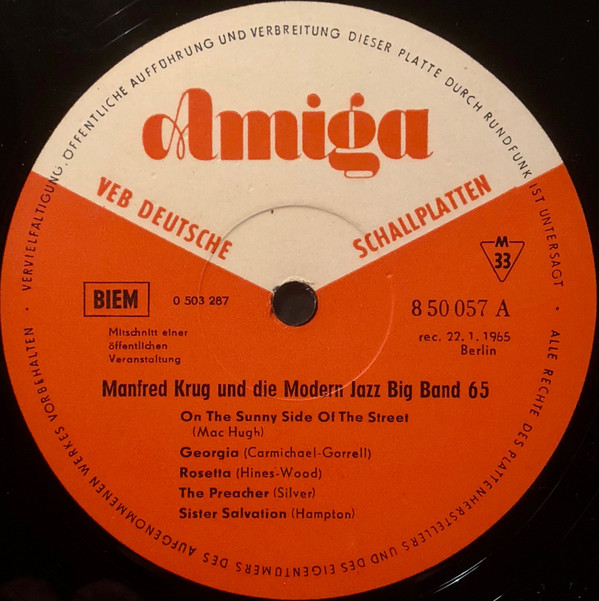 Amiga
VEB DEUTSCHE SCHALLPLATTEN
M
33
BIEM
0 503 287
8 50 057 A
Mitschnitt einer
öffentlichen
Veranstaltung
rec. 22. 1. 1965
Berlin
Manfred Krug und die Modern Jazz Big Band 65
On The Sunny Side Of The Street
(Mac Hugh)
Georgia (Carmichael-Gorrell)
Rosetta (Hines-Wood)
The Preacher (Silver)
Sister Salvation (Hampton)
ALLE RECHTE DES PLATTENHERSTELLERS UND DES EIGENTÜMERS DES AUFGENOMMENEN WERKES VORBEHALTEN · VERVIELFÄLTIGUNG, ÖFFENTLICHE AUFFÜHRUNG UND VERBREITUNG DIESER PLATTE DURCH RUNDFUNK IST UNTERSAGT ·